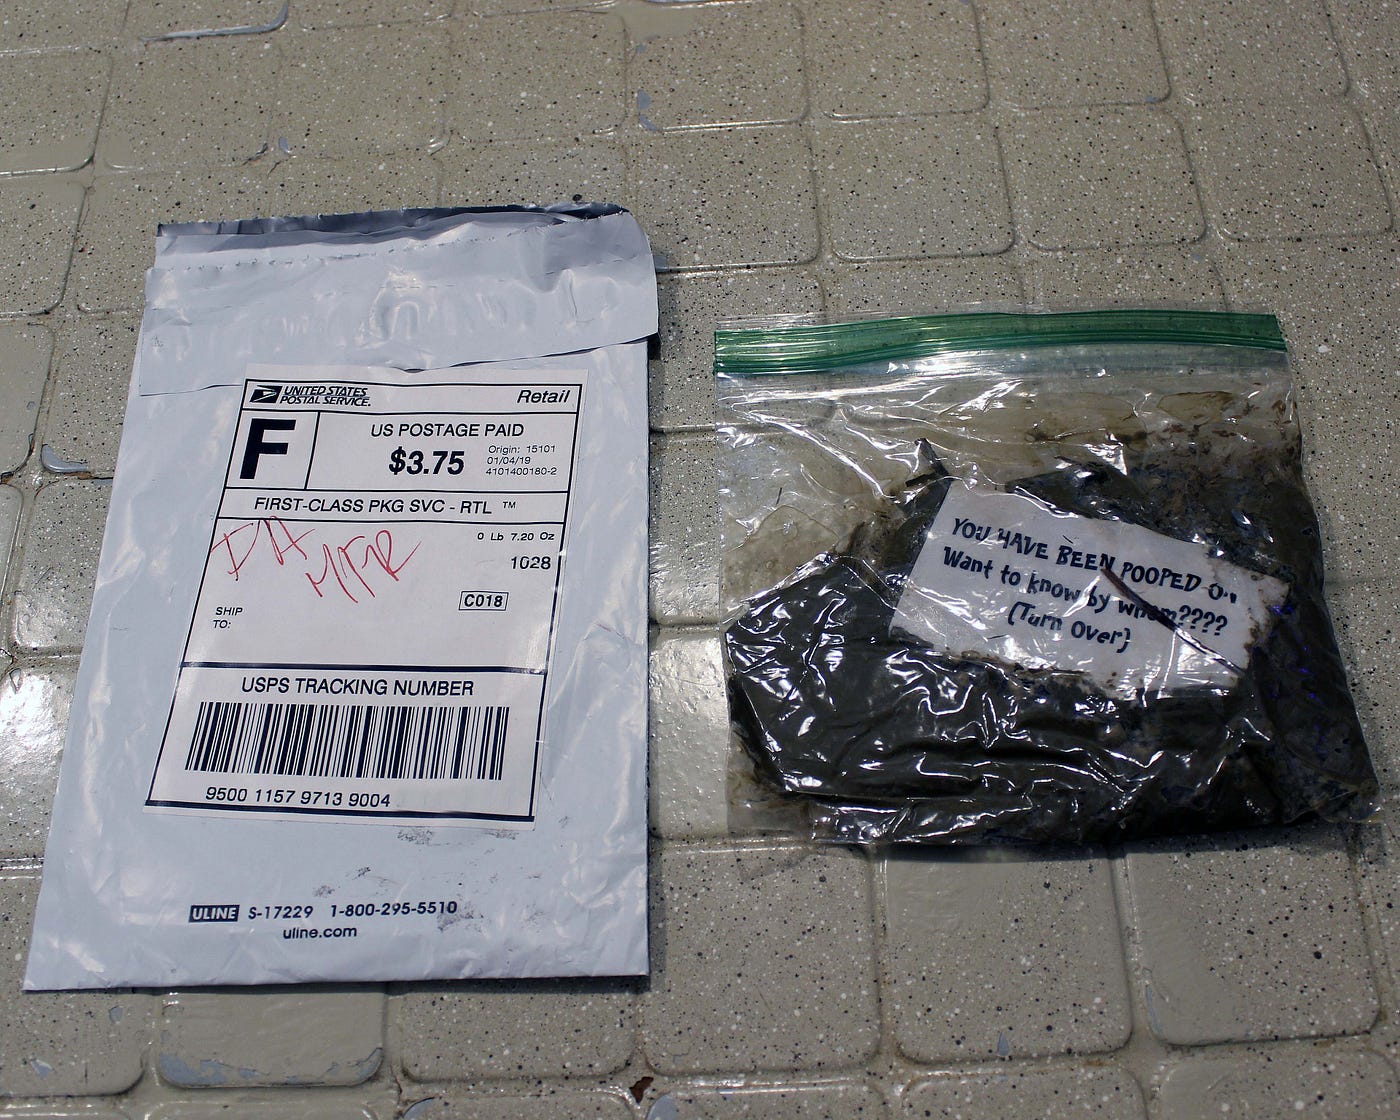 UNITED STATES
POSTAL SERVICE.
Retail
F
US POSTAGE PAID
$3.75
Origin: 15101
01/04/19
4101400180-2
FIRST-CLASS PKG SVC - RTL ™
0 Lb 7.20 Oz
1028
C018
SHIP
TO:
USPS TRACKING NUMBER
9500 1157 9713 9004
ULINE S-17229 1-800-295-5510
uline.com
YOU HAVE BEEN POOPED ON
Want to know by whom????
(Turn Over)